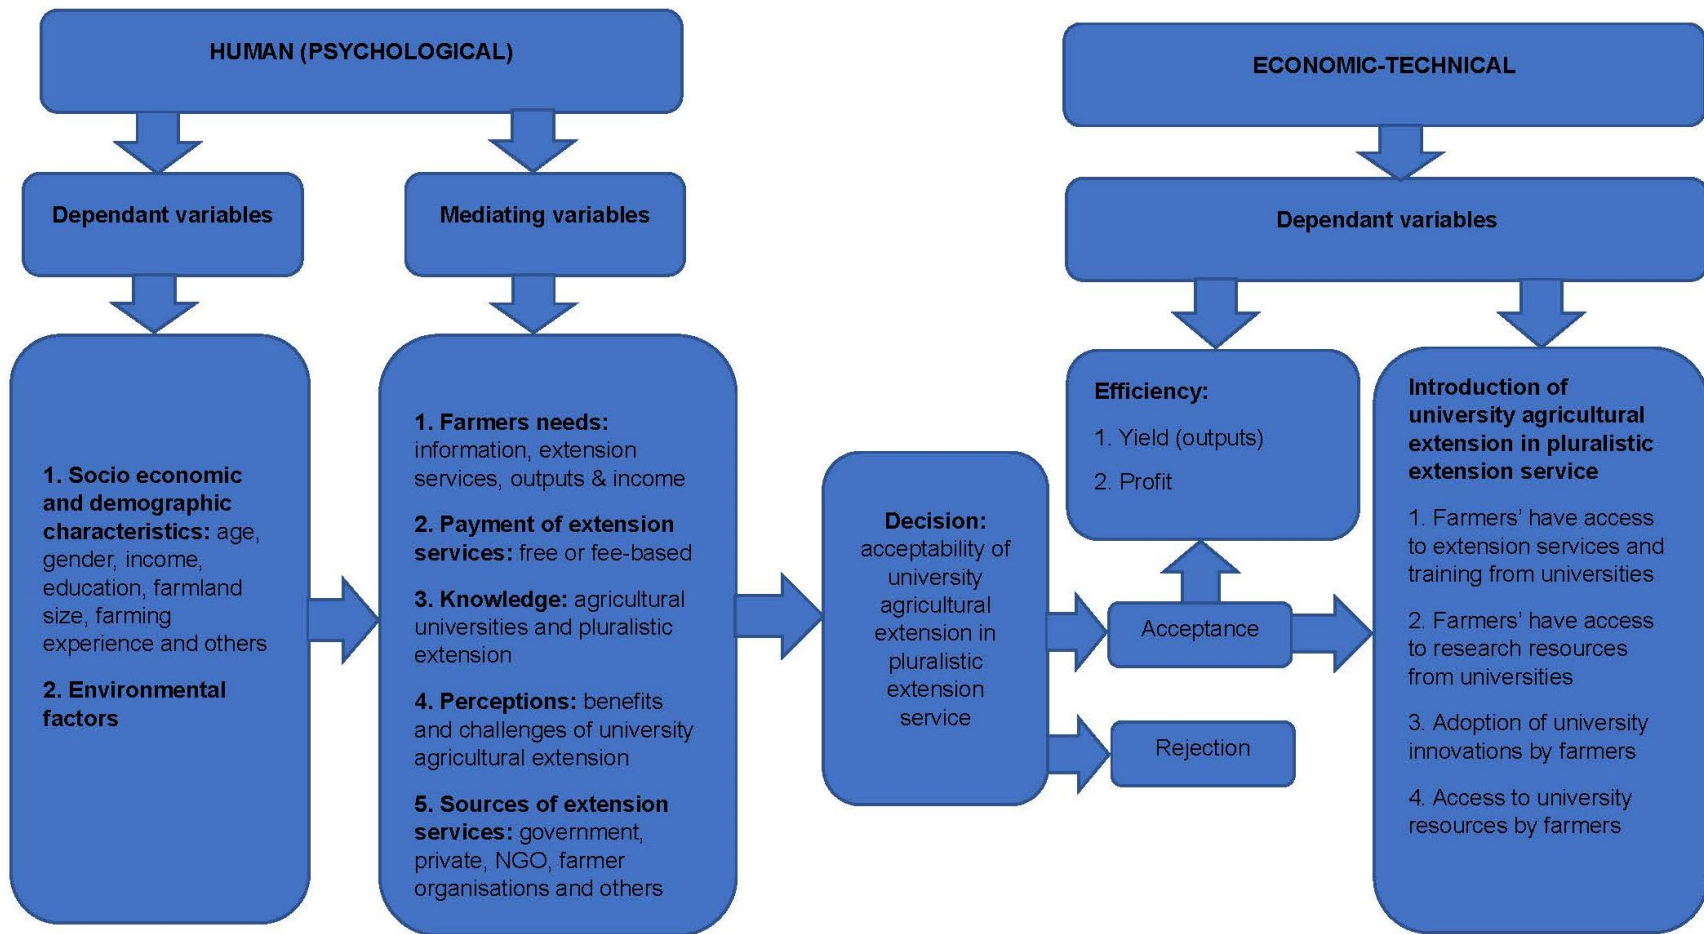 HUMAN (PSYCHOLOGICAL)
ECONOMIC-TECHNICAL
Dependant variables
Mediating variables
Dependant variables
1. Socio economic
and demographic
characteristics: age,
gender, income,
education, farmland
size, farming
experience and others
2. Environmental
factors
1. Farmers needs:
information, extension
services, outputs & income
2. Payment of extension
services: free or fee-based
3. Knowledge: agricultural
universities and pluralistic
extension
4. Perceptions: benefits
and challenges of university
agricultural extension
5. Sources of extension
services: government,
private, NGO, farmer
organisations and others
Decision:
acceptability of
university
agricultural
extension in
pluralistic
extension
service
Efficiency:
1. Yield (outputs)
2. Profit
Acceptance
Rejection
Introduction of
university agricultural
extension in pluralistic
extension service
1. Farmers’ have access
to extension services and
training from universities
2. Farmers’ have access
to research resources
from universities
3. Adoption of university
innovations by farmers
4. Access to university
resources by farmers